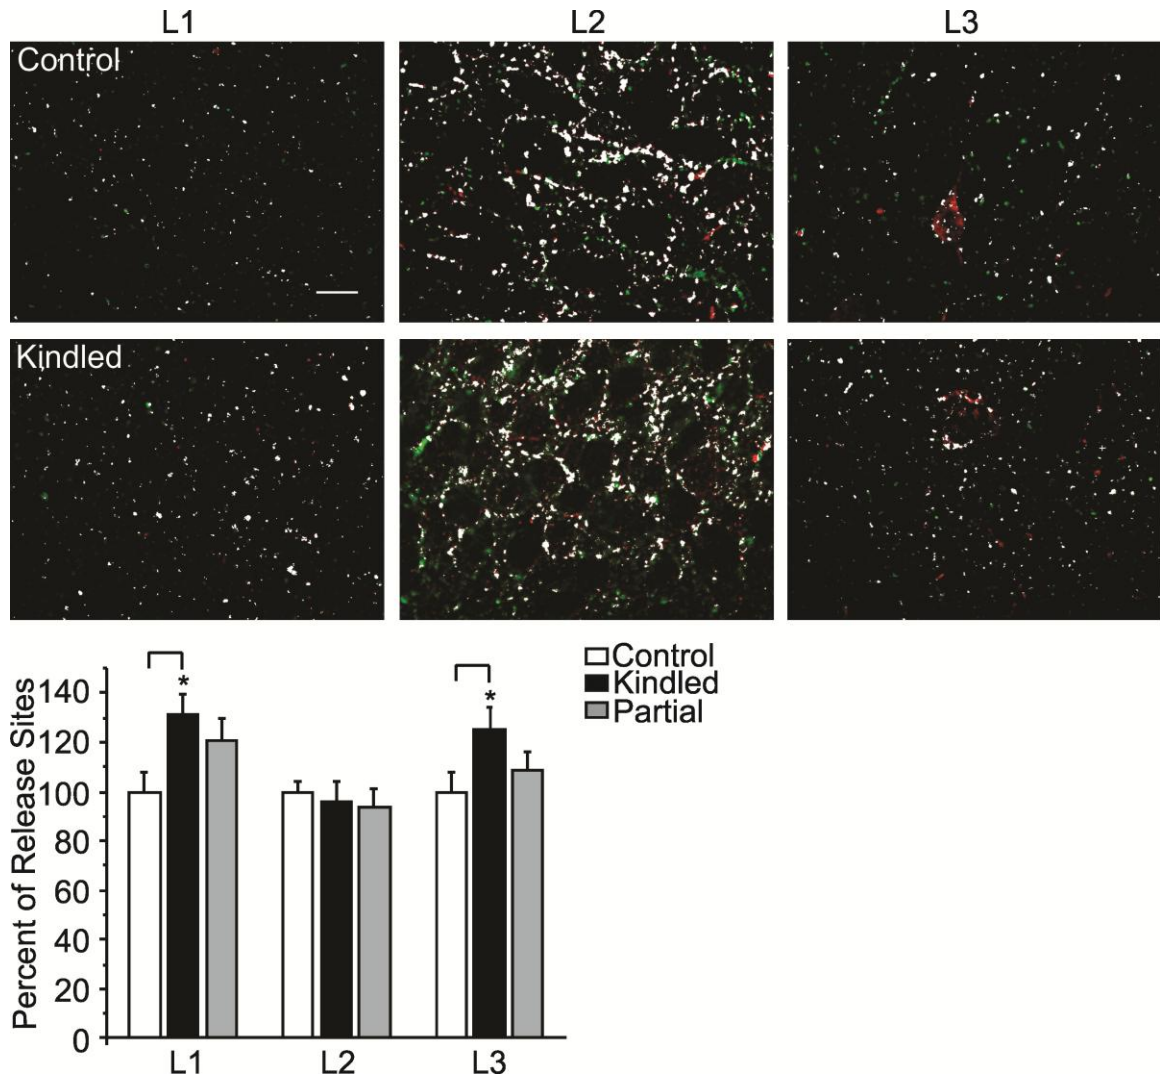 L1 L2 L3
Control
Kindled
Control
Kindled
Partial
Percent of Release Sites
140
120
100
80
60
40
20
0
* *
L1 L2 L3